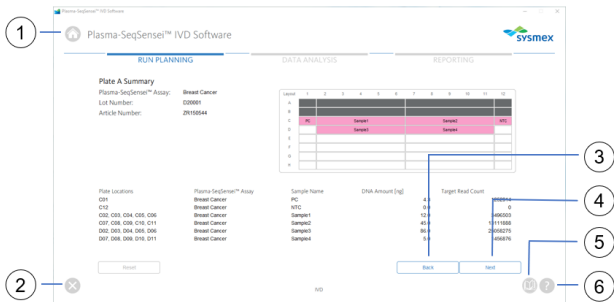 Plasma-SeqSensei™ IVD Software
1
Plasma-SeqSensei™ IVD Software
sysmex
RUN PLANNING
DATA ANALYSIS
REPORTING
Plate A Summary
Plasma-SeqSensei™ Assay: Breast Cancer
Lot Number: D20001
Article Number: ZR150544
Layout 1 2 3 4 5 6 7 8 9 10 11 12
A
B
C PC Sample1 Sample2 NTC
D Sample3 Sample4
E
F
G
H
3
Plate Locations Plasma-SeqSensei™ Assay Sample Name DNA Amount [ng] Target Read Count
C01 Breast Cancer PC
C12 Breast Cancer NTC 0
C02, C03, C04, C05, C06 Breast Cancer Sample1
C07, C08, C09, C10, C11 Breast Cancer Sample2
D02, D03, D04, D05, D06 Breast Cancer Sample3
D07, D08, D09, D10, D11 Breast Cancer Sample4
4
5
Reset
Back
Next
2
IVD
?
6